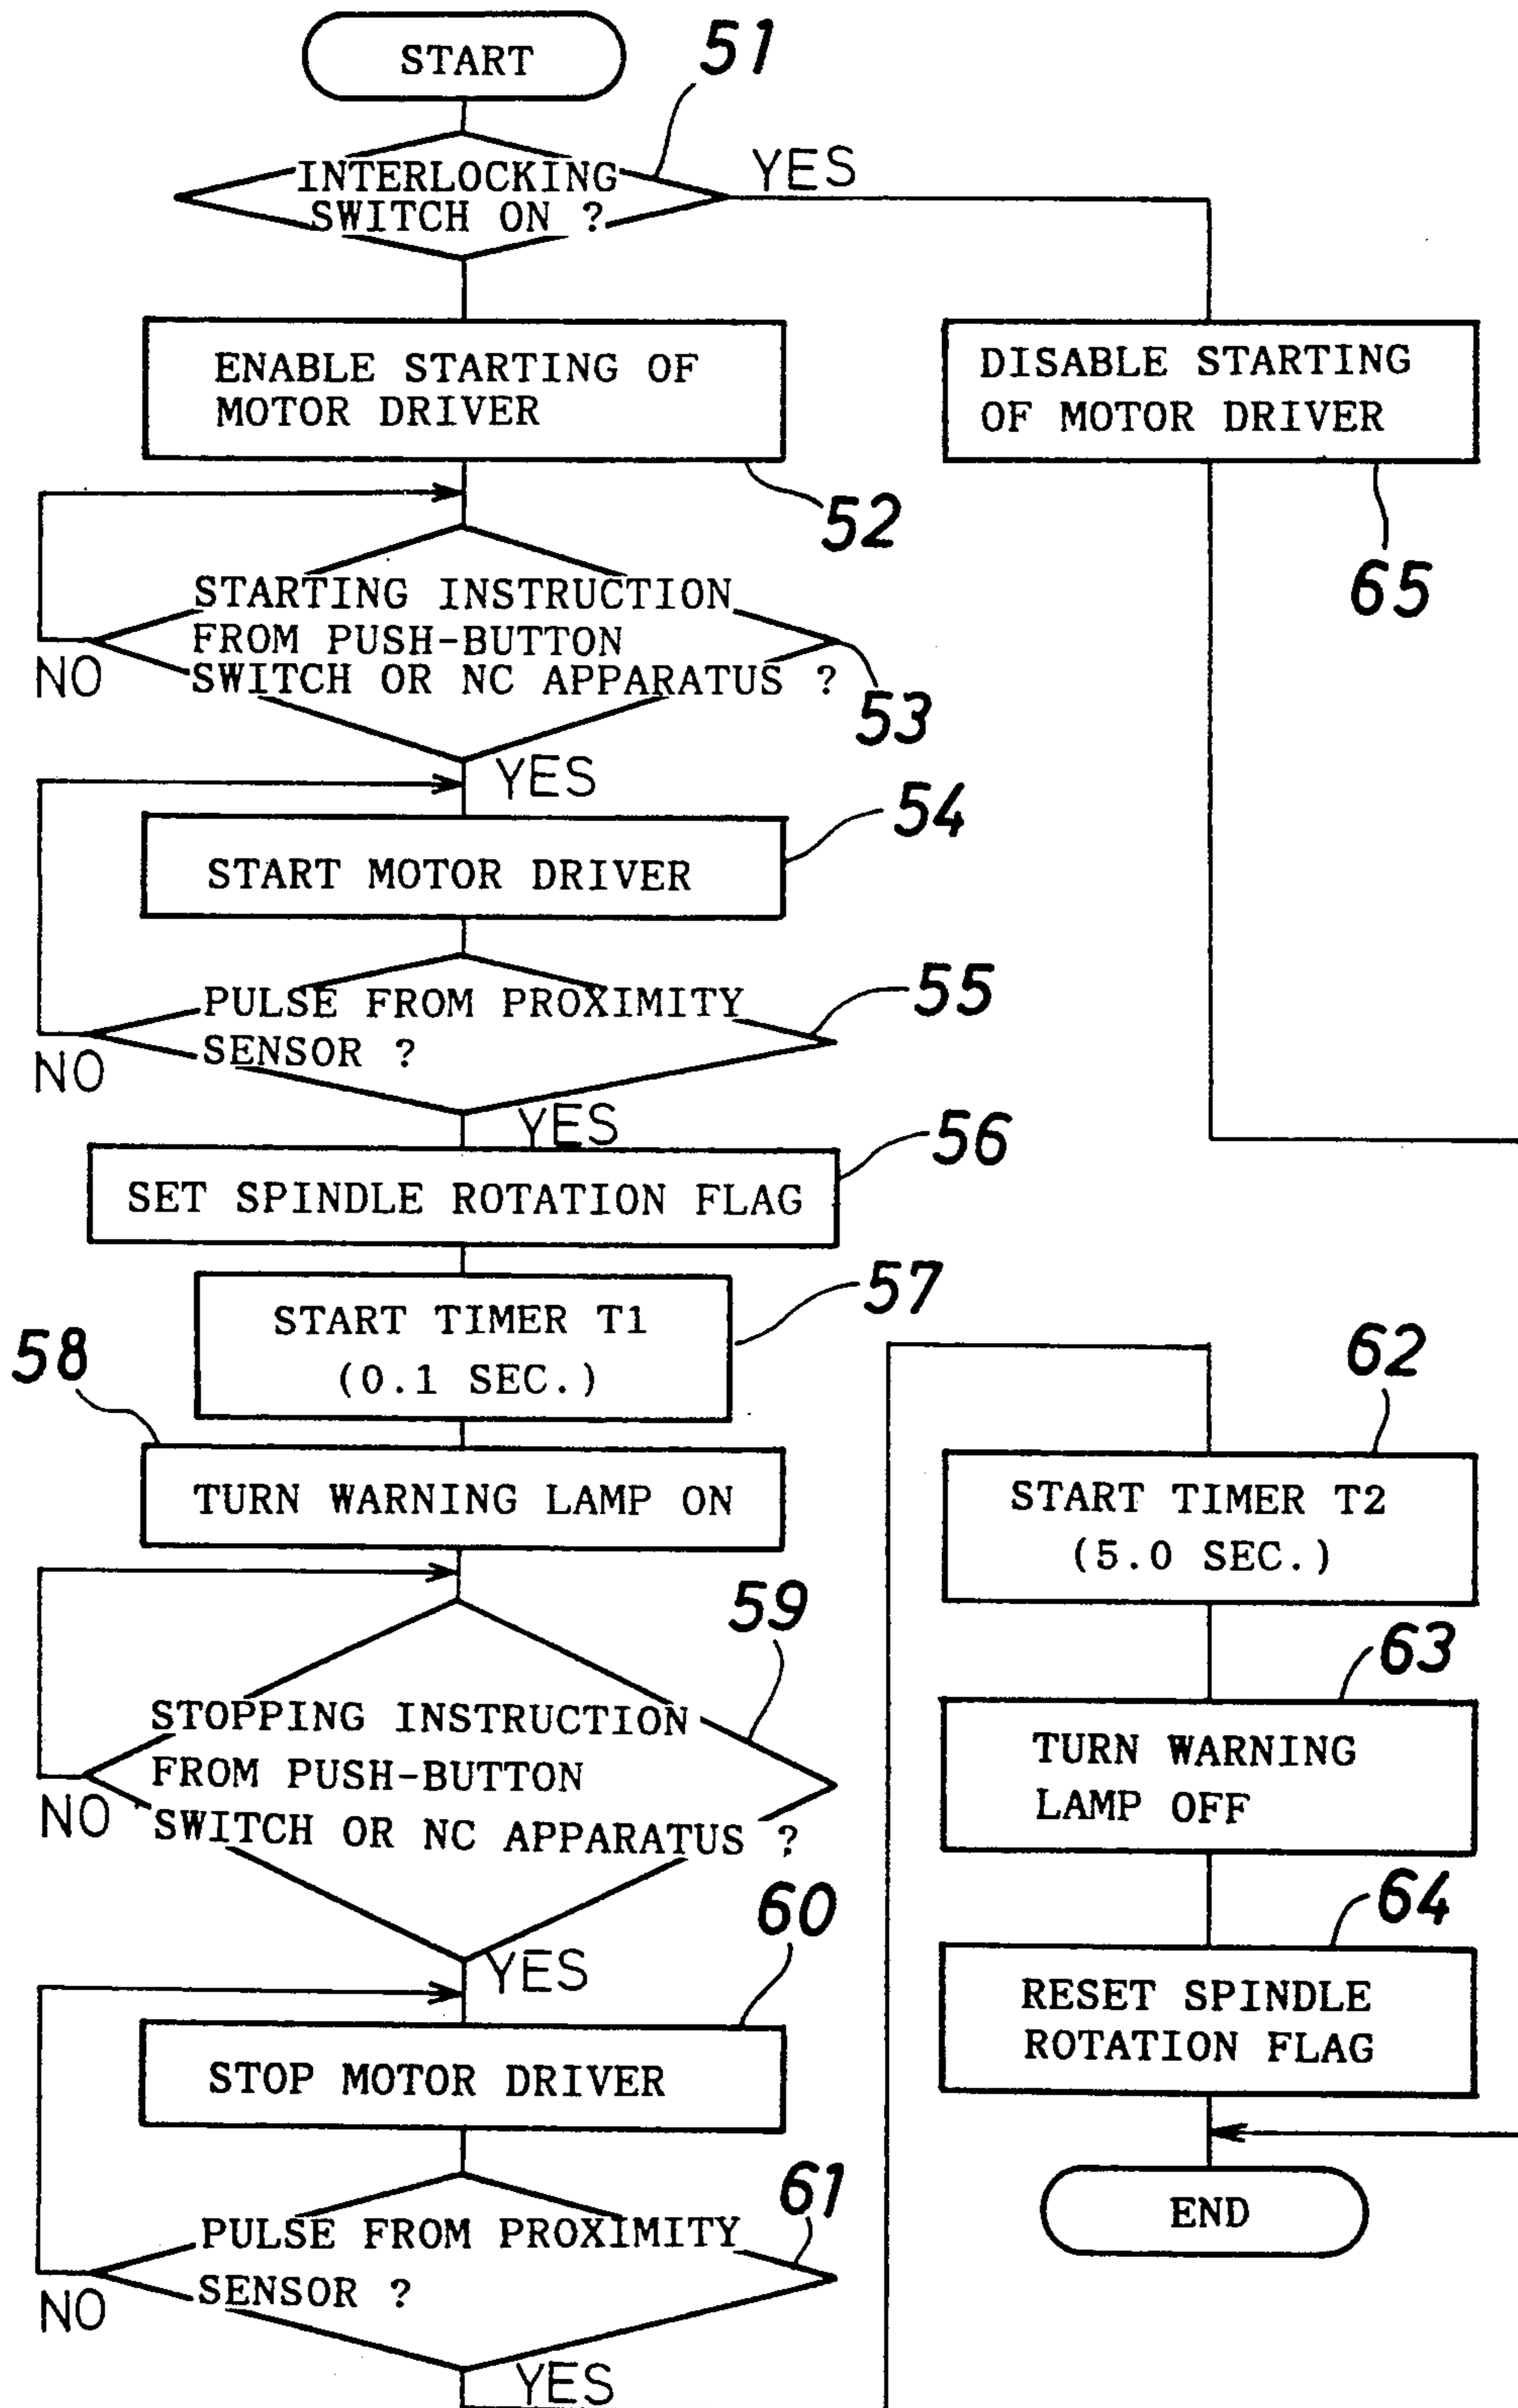 START
51
INTERLOCKING
SWITCH ON ?
YES
ENABLE STARTING OF
MOTOR DRIVER
52
DISABLE STARTING
OF MOTOR DRIVER
65
STARTING INSTRUCTION
FROM PUSH-BUTTON
SWITCH OR NC APPARATUS ?
NO
53
YES
54
START MOTOR DRIVER
55
PULSE FROM PROXIMITY
SENSOR ?
NO
YES
56
SET SPINDLE ROTATION FLAG
57
START TIMER T1
(0.1 SEC.)
58
TURN WARNING LAMP ON
59
STOPPING INSTRUCTION
FROM PUSH-BUTTON
SWITCH OR NC APPARATUS ?
NO
YES
60
STOP MOTOR DRIVER
61
PULSE FROM PROXIMITY
SENSOR ?
NO
YES
62
START TIMER T2
(5.0 SEC.)
63
TURN WARNING
LAMP OFF
64
RESET SPINDLE
ROTATION FLAG
END